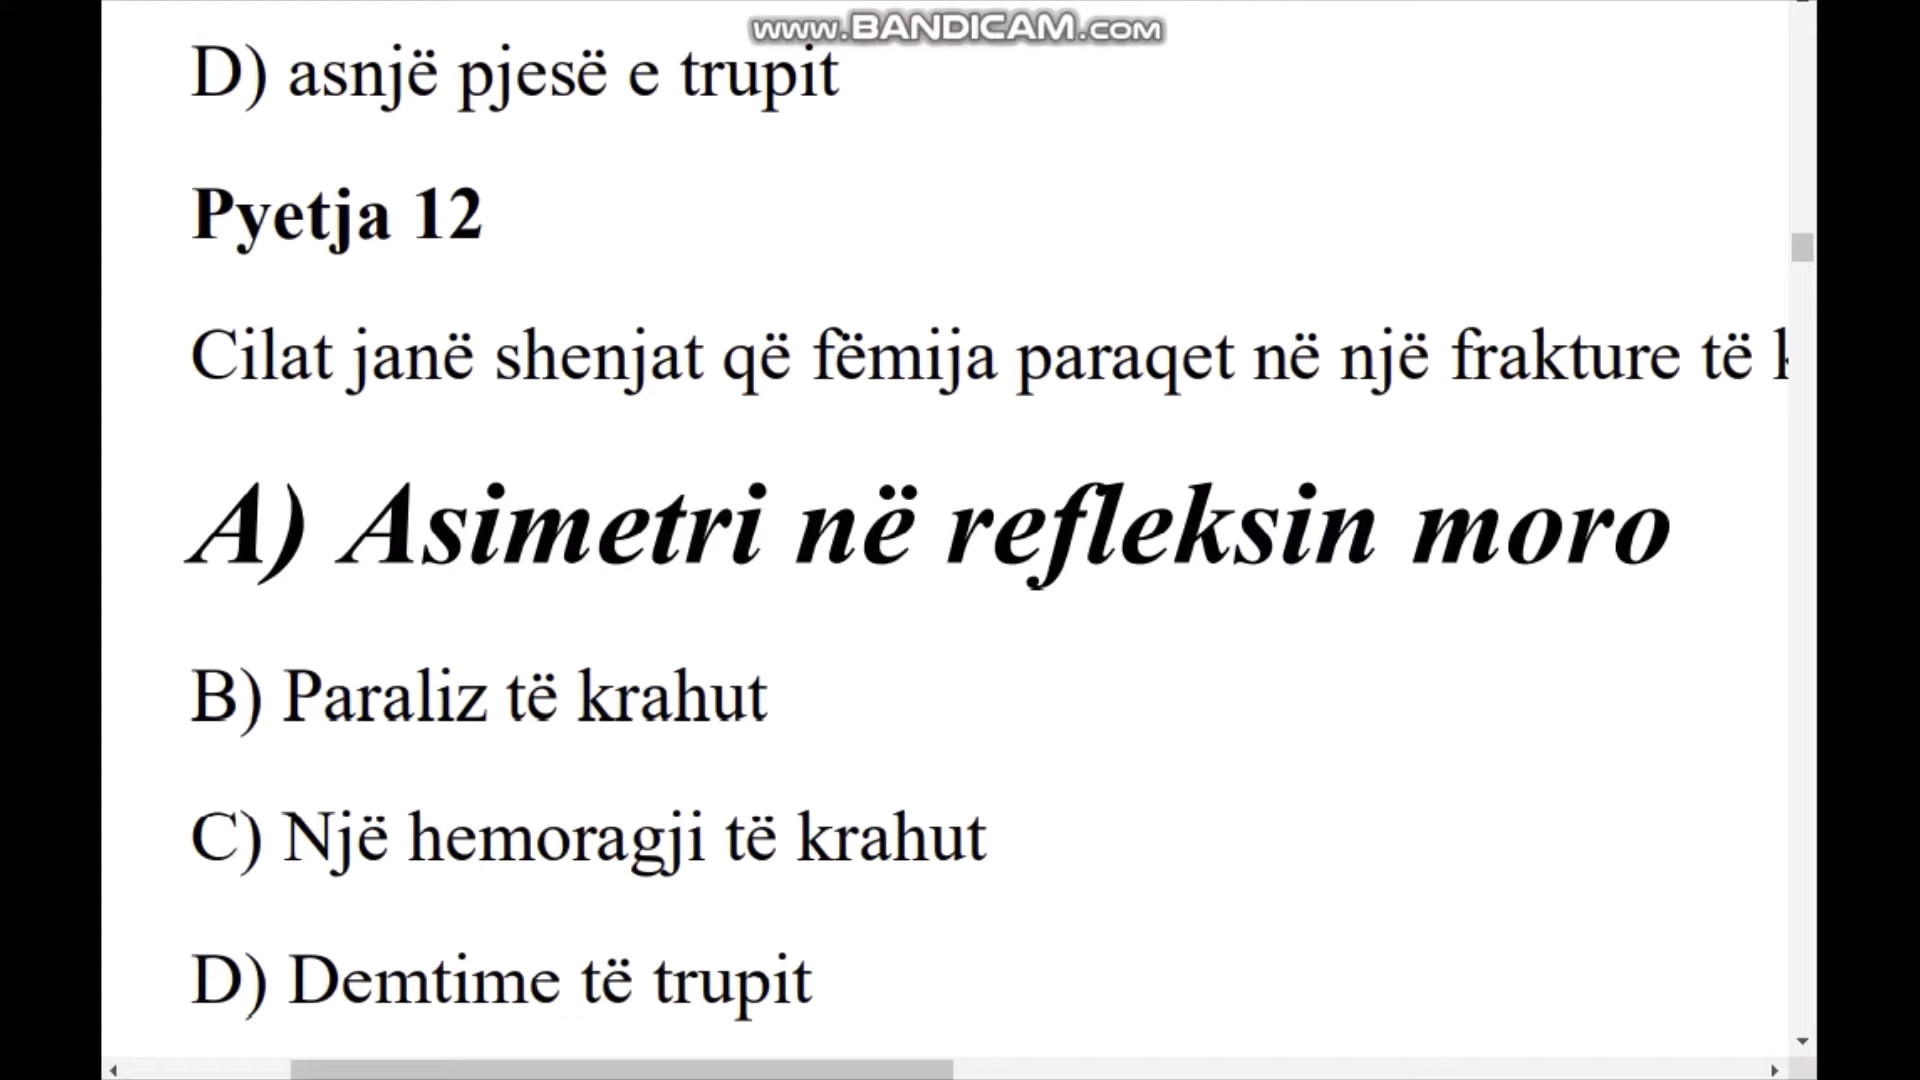 www.BANDICAM.com
D) asnjë pjesë e trupit
Pyetja 12
Cilat janë shenjat që fëmija paraqet në një frakture të
A) Asimetri në refleksin moro
B) Paraliz të krahut
C) Një hemoragji të krahut
D) Demtime të trupit